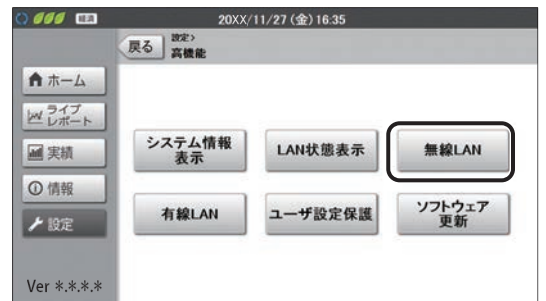 経済
20XX/11/27 (金) 16:35
戻る
設定>
高機能
ホーム
ライブ
レポート
実績
情報
設定
システム情報
表示
LAN状態表示
無線LAN
有線LAN
ユーザ設定保護
ソフトウェア
更新
Ver *.*.*.*